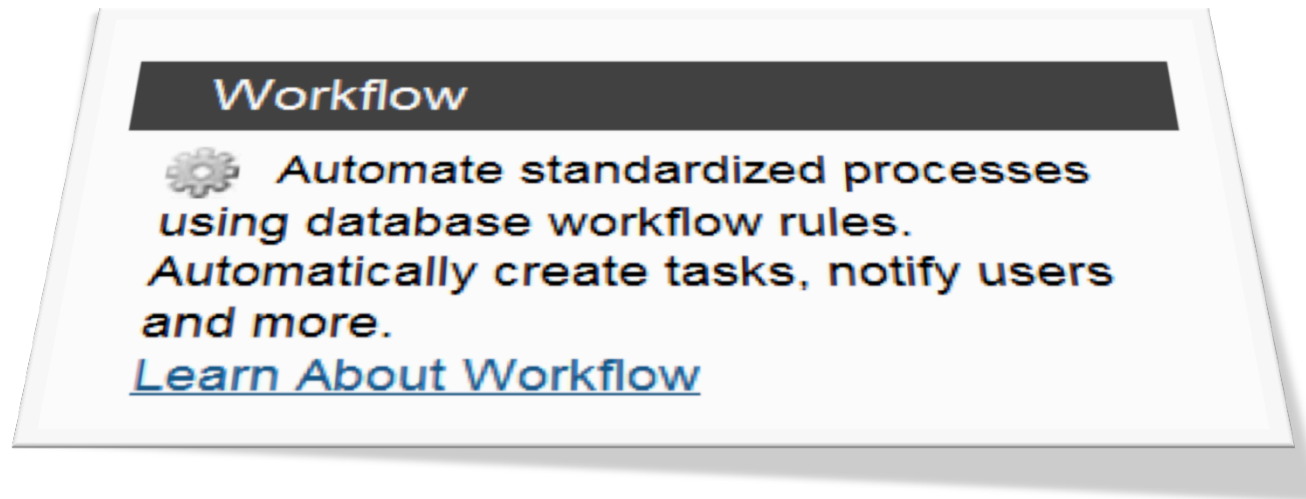 Workflow
Automate standardized processes
using database workflow rules.
Automatically create tasks, notify users
and more.
Learn About Workflow